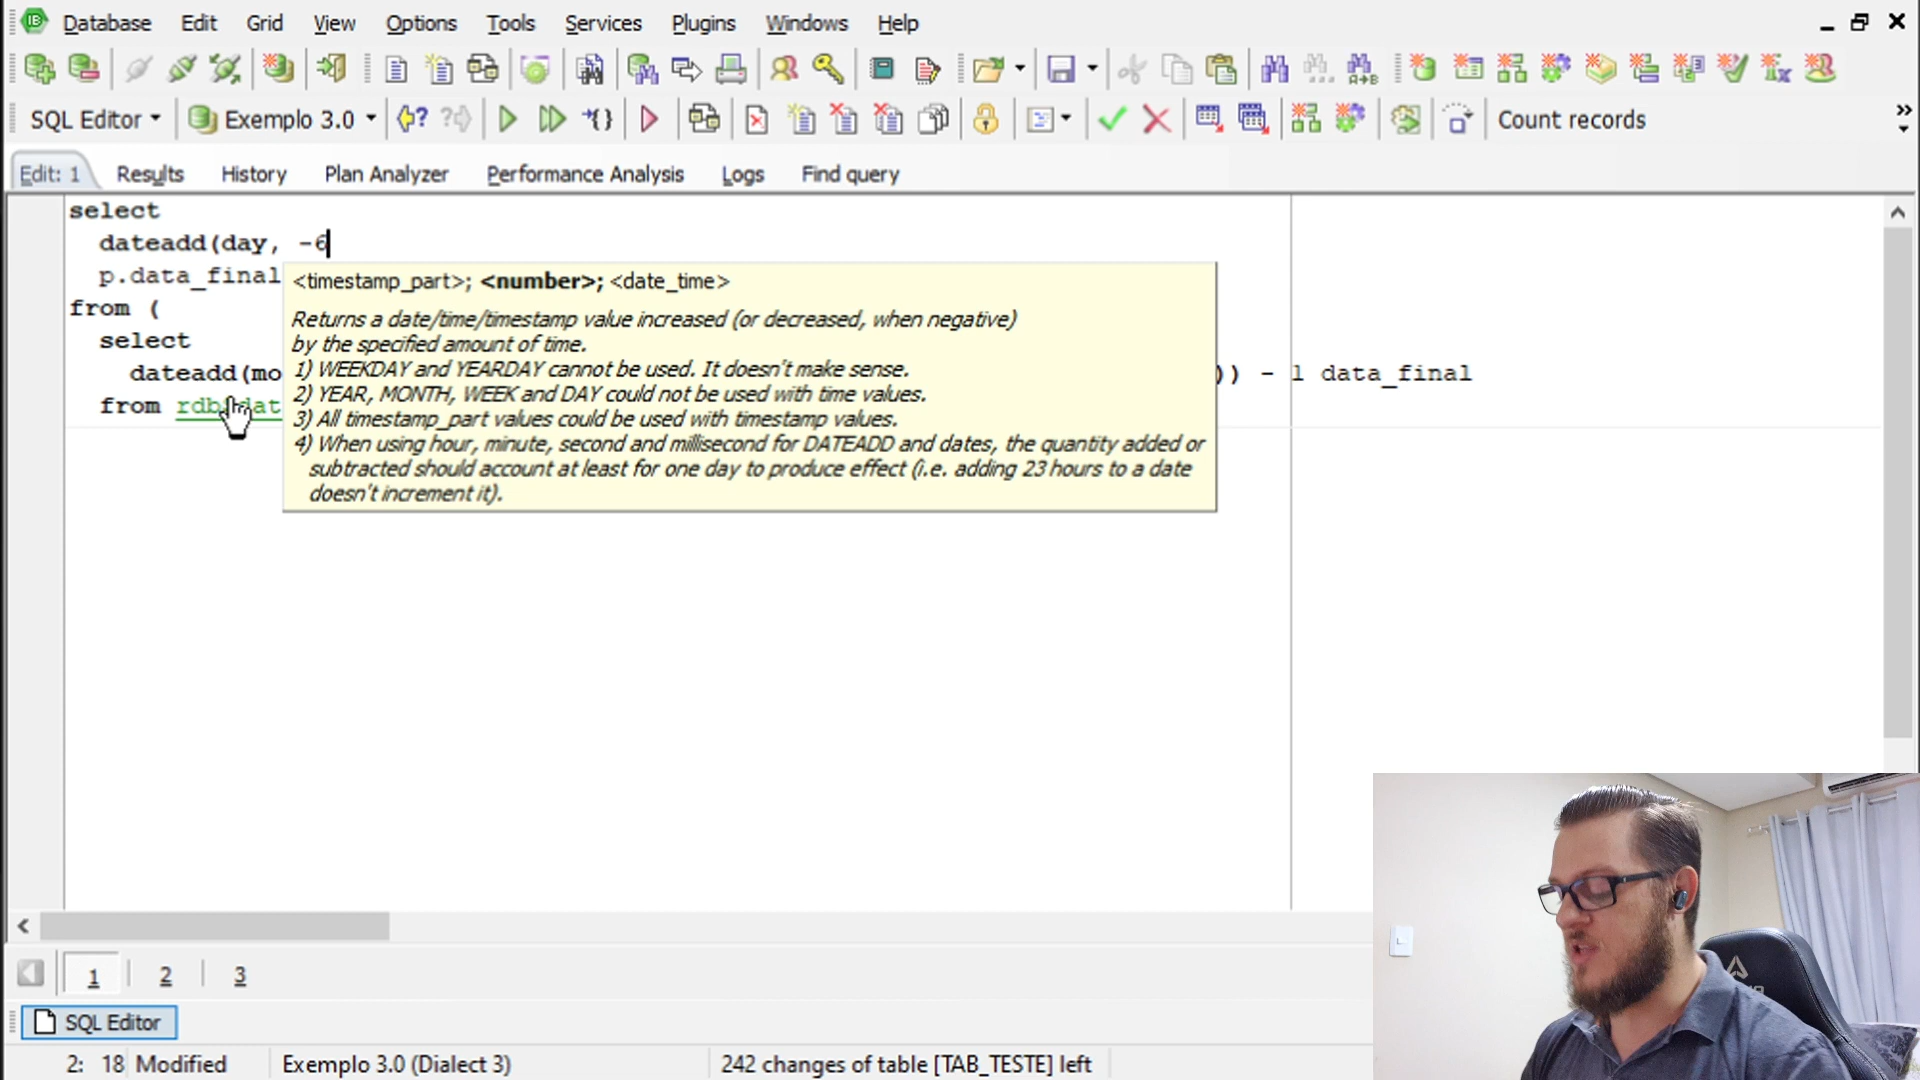 Database Edit Grid View Options Tools Services Plugins Windows Help
SQL Editor Exemplo 3.0 Count records
Edit: 1 Results History Plan Analyzer Performance Analysis Logs Find query
select
dateadd(day, -6
p.data_final
from (
select
dateadd(mo )) - 1 data_final
from
<timestamp_part>; <number>; <date_time>
Returns a date/time/timestamp value increased (or decreased, when negative)
by the specified amount of time.
1) WEEKDAY and YEARDAY cannot be used. It doesn't make sense.
2) YEAR, MONTH, WEEK and DAY could not be used with time values.
3) All timestamp_part values could be used with timestamp values.
4) When using hour, minute, second and millisecond for DATEADD and dates, the quantity added or
subtracted should account at least for one day to produce effect (i.e. adding 23 hours to a date
doesn't increment it).
1 2 3
SQL Editor
2: 18 Modified Exemplo 3.0 (Dialect 3) 242 changes of table [TAB_TESTE] left